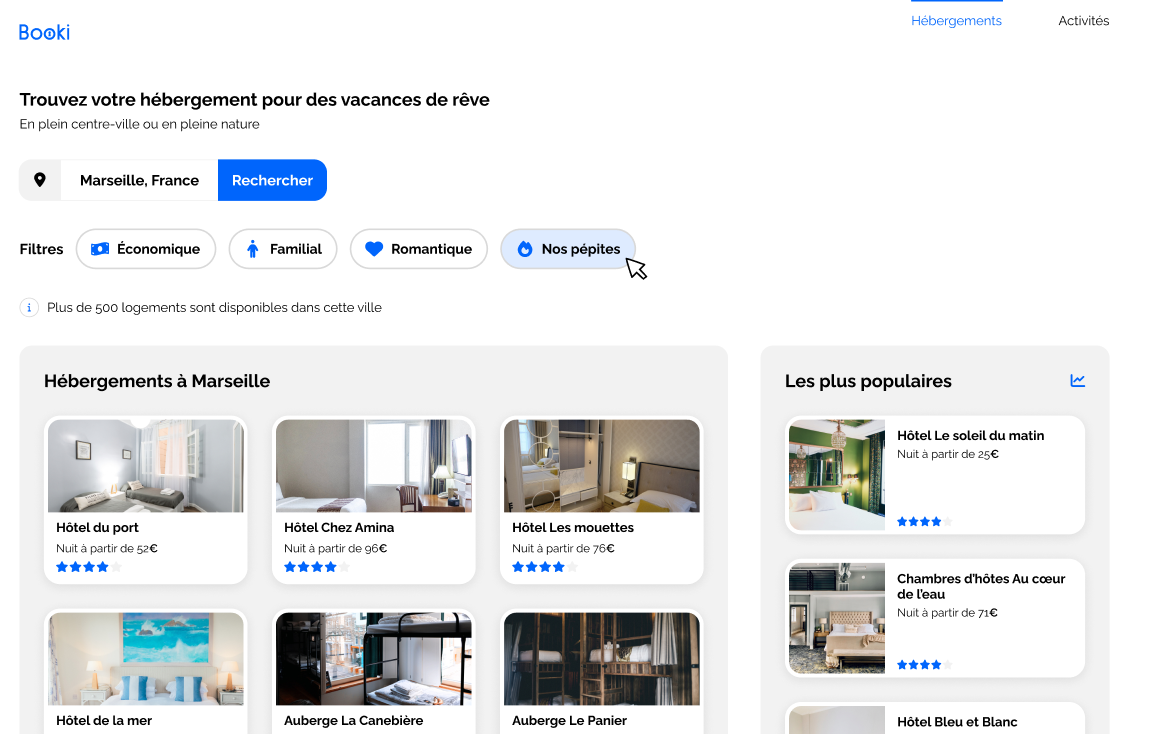 Booki
Hébergements
Activités
Trouvez votre hébergement pour des vacances de rêve
En plein centre-ville ou en pleine nature
Marseille, France
Rechercher
Filtres
Économique
Familial
Romantique
Nos pépites
i
Plus de 500 logements sont disponibles dans cette ville
Hébergements à Marseille
Hôtel du port
Nuit à partir de 52€
Hôtel Chez Amina
Nuit à partir de 96€
Hôtel Les mouettes
Nuit à partir de 76€
Hôtel de la mer
Auberge La Canebière
Auberge Le Panier
Les plus populaires
Hôtel Le soleil du matin
Nuit à partir de 25€
Chambres d’hôtes Au cœur
de l’eau
Nuit à partir de 71€
Hôtel Bleu et Blanc